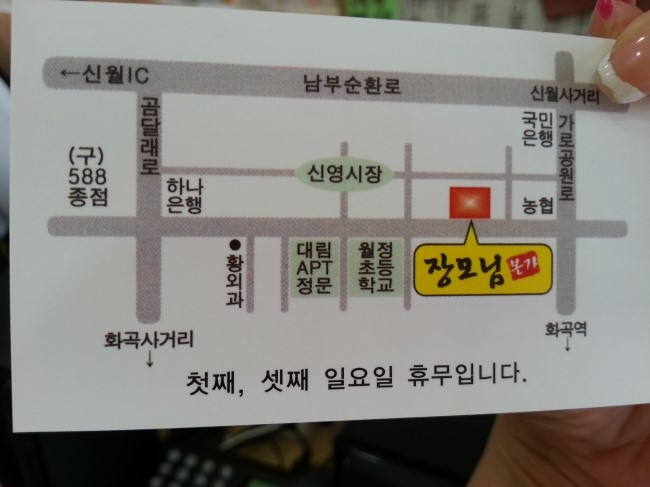 ←신월IC
남부순환로
신월사거리
곰달래로
국민
은행
가로공원로
(구)
588
종점
신영시장
하나
은행
농협
황외과
대림
APT
정문
월정
초등
학교
장모님 본가
화곡사거리
↓
화곡역
↓
첫째, 셋째 일요일 휴무입니다.